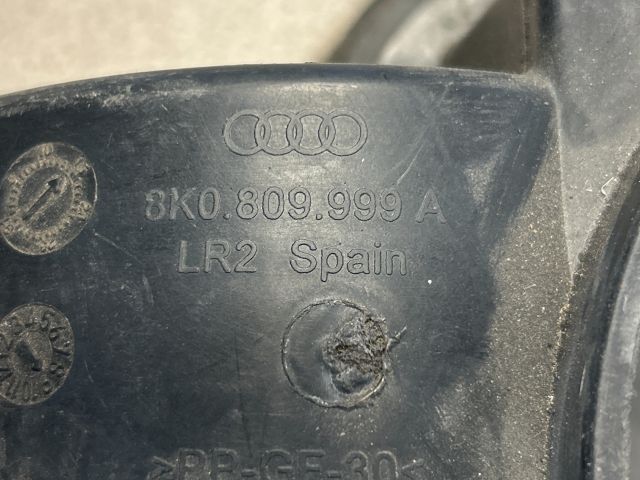 8K0.809.999 A
LR2 Spain
>PP-GF-30<